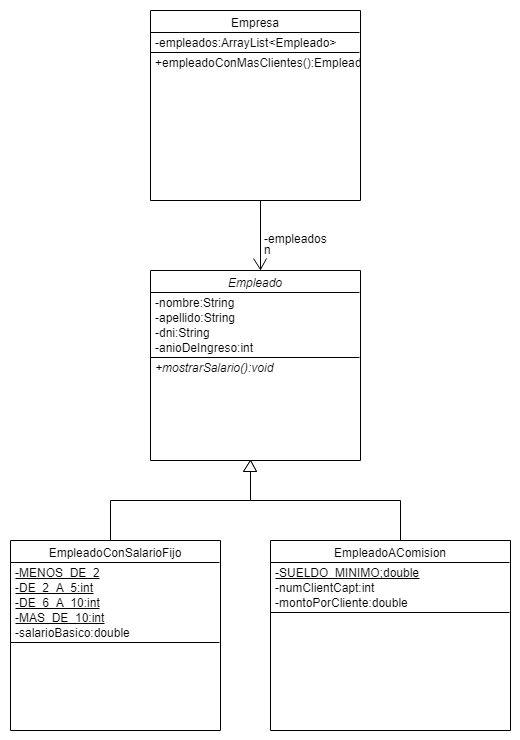 Empresa
-empleados:ArrayList<Empleado>
+empleadoConMasClientes():Emplead
-empleados
n
Empleado
-nombre:String
-apellido:String
-dni:String
-anioDeIngreso:int
+mostrarSalario():void
EmpleadoConSalarioFijo
-MENOS_DE_2
-DE_2_A_5:int
-DE_6_A_10:int
-MAS_DE_10:int
-salarioBasico:double
EmpleadoAComision
-SUELDO_MINIMO;double
-numClientCapt:int
-montoPorCliente:double